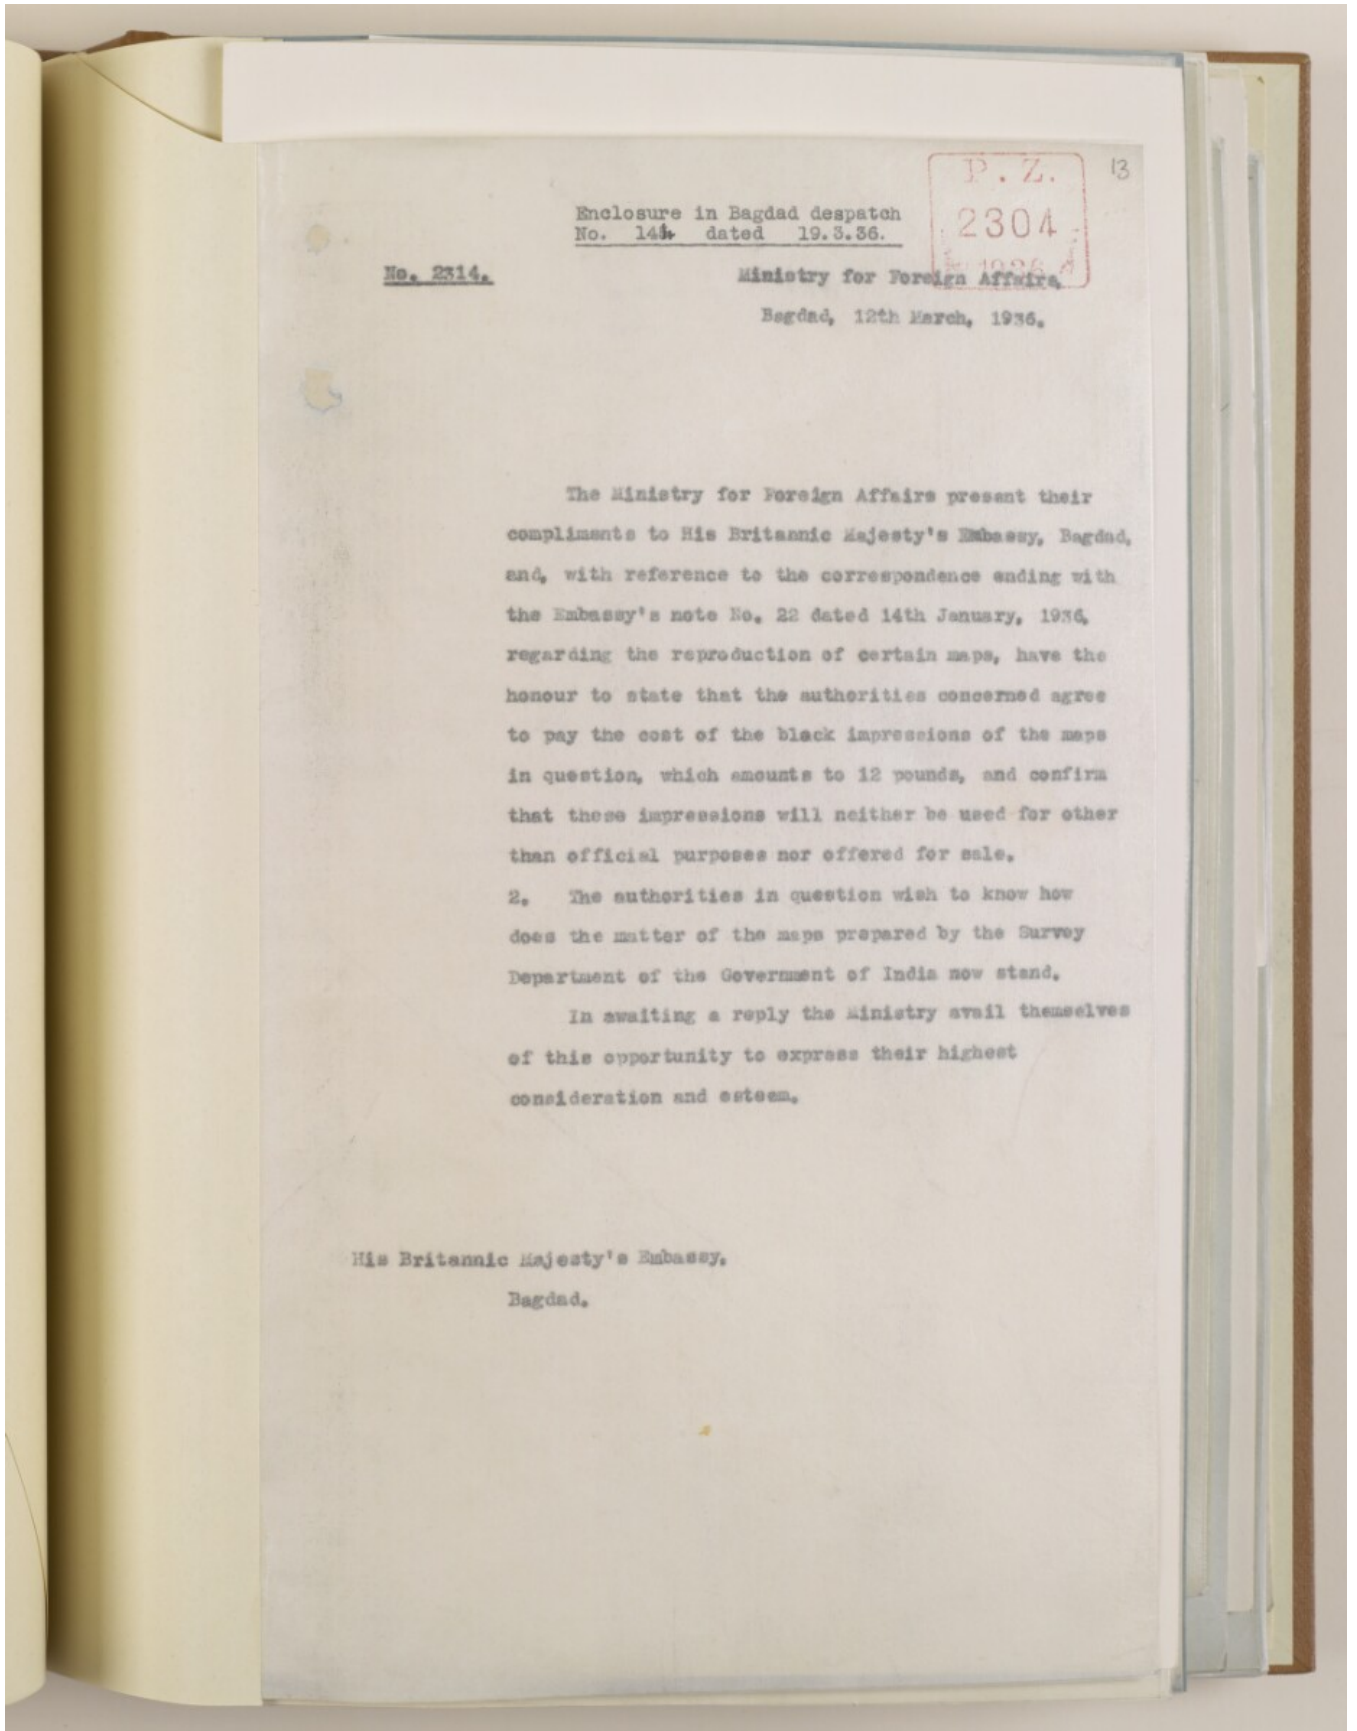 13
P. Z.
2304
1936
Enclosure in Bagdad despatch
No. 144 dated 19.3.36.
No. 2314.
Ministry for Foreign Affairs,
Bagdad, 12th March, 1936.
The Ministry for Foreign Affairs present their
compliments to His Britannic Majesty's Embassy, Bagdad,
and, with reference to the correspondence ending with
the Embassy's note No. 22 dated 14th January, 1936,
regarding the reproduction of certain maps, have the
honour to state that the authorities concerned agree
to pay the cost of the black impressions of the maps
in question, which amounts to 12 pounds, and confirm
that these impressions will neither be used for other
than official purposes nor offered for sale.
2. The authorities in question wish to know how
does the matter of the maps prepared by the Survey
Department of the Government of India now stand.
In awaiting a reply the Ministry avail themselves
of this opportunity to express their highest
consideration and esteem.
His Britannic Majesty's Embassy,
Bagdad.